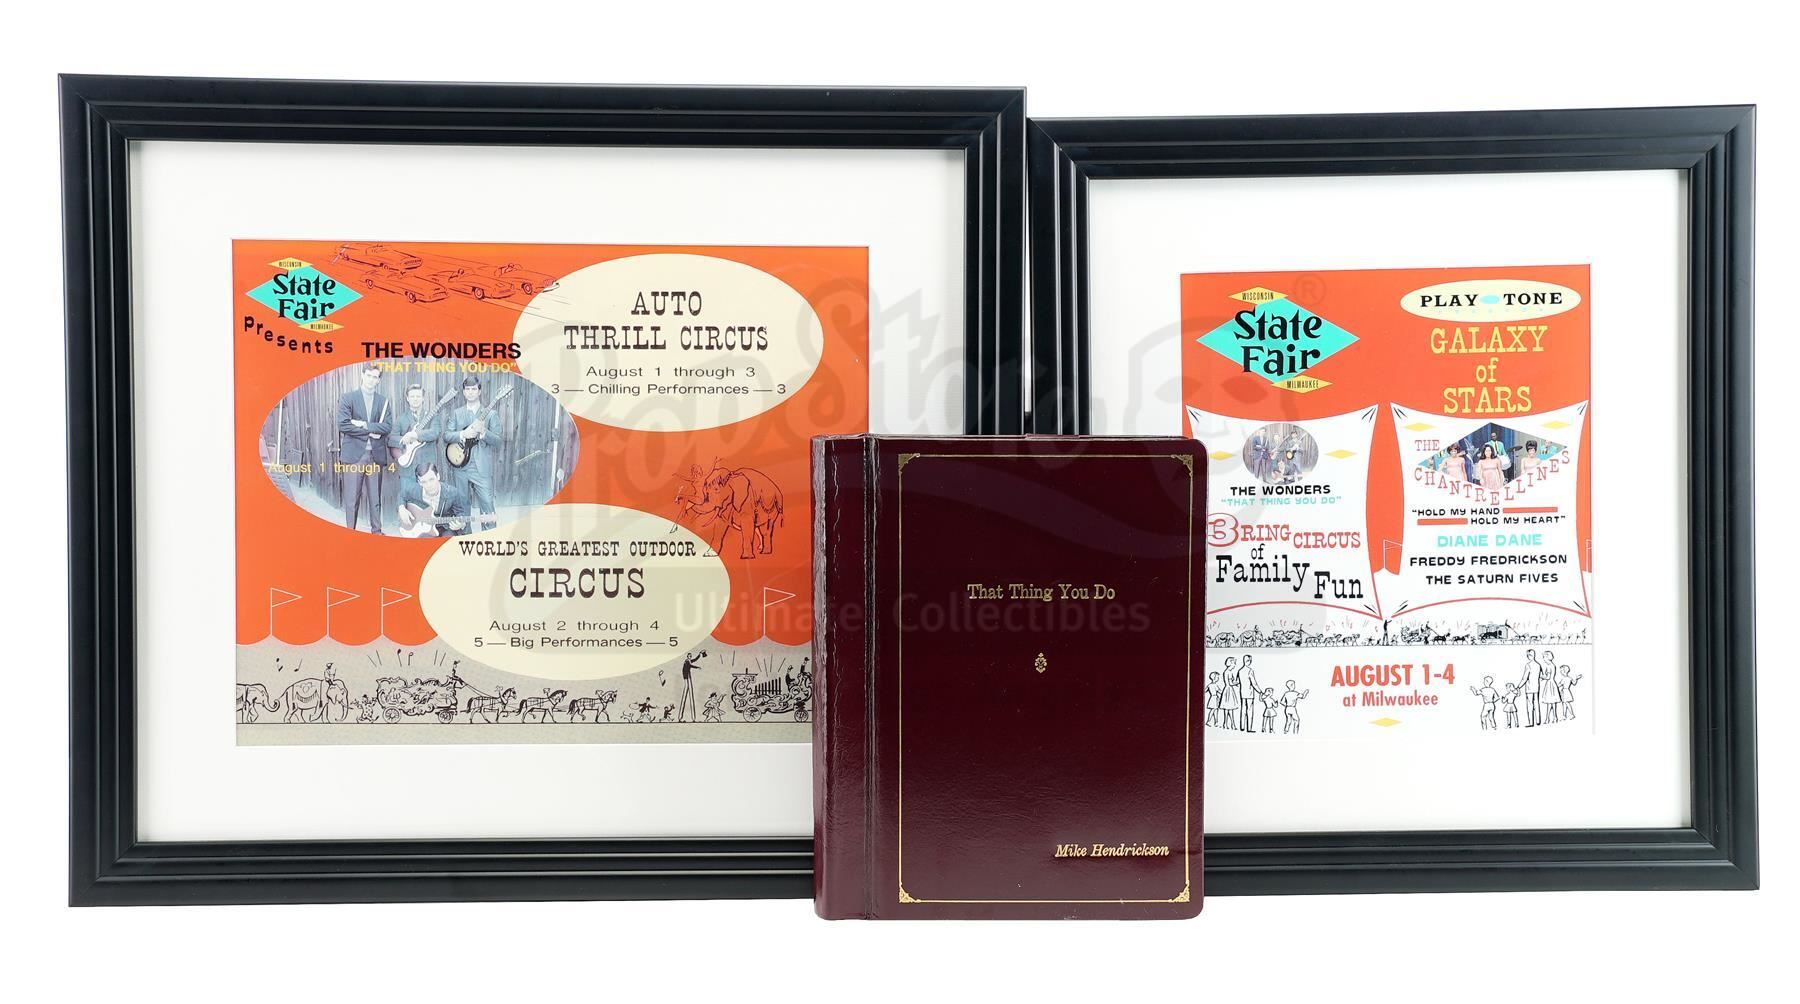 WISCONSIN
State
Fair
MILWAUKEE
presents
THE WONDERS
"THAT THING YOU DO"
August 1 through 4
AUTO
THRILL CIRCUS
August 1 through 3
3 — Chilling Performances — 3
WORLD'S GREATEST OUTDOOR
CIRCUS
August 2 through 4
5 — Big Performances — 5
That Thing You Do
Mike Hendrickson
WISCONSIN
State
Fair
MILWAUKEE
PLAY-TONE
GALAXY
of
STARS
THE WONDERS
"THAT THING YOU DO"
3 RING CIRCUS
of
Family Fun
THE
CHANTRELLINES
"HOLD MY HAND
HOLD MY HEART"
DIANE DANE
FREDDY FREDRICKSON
THE SATURN FIVES
AUGUST 1-4
at Milwaukee
Prop Store
®
Ultimate Collectibles